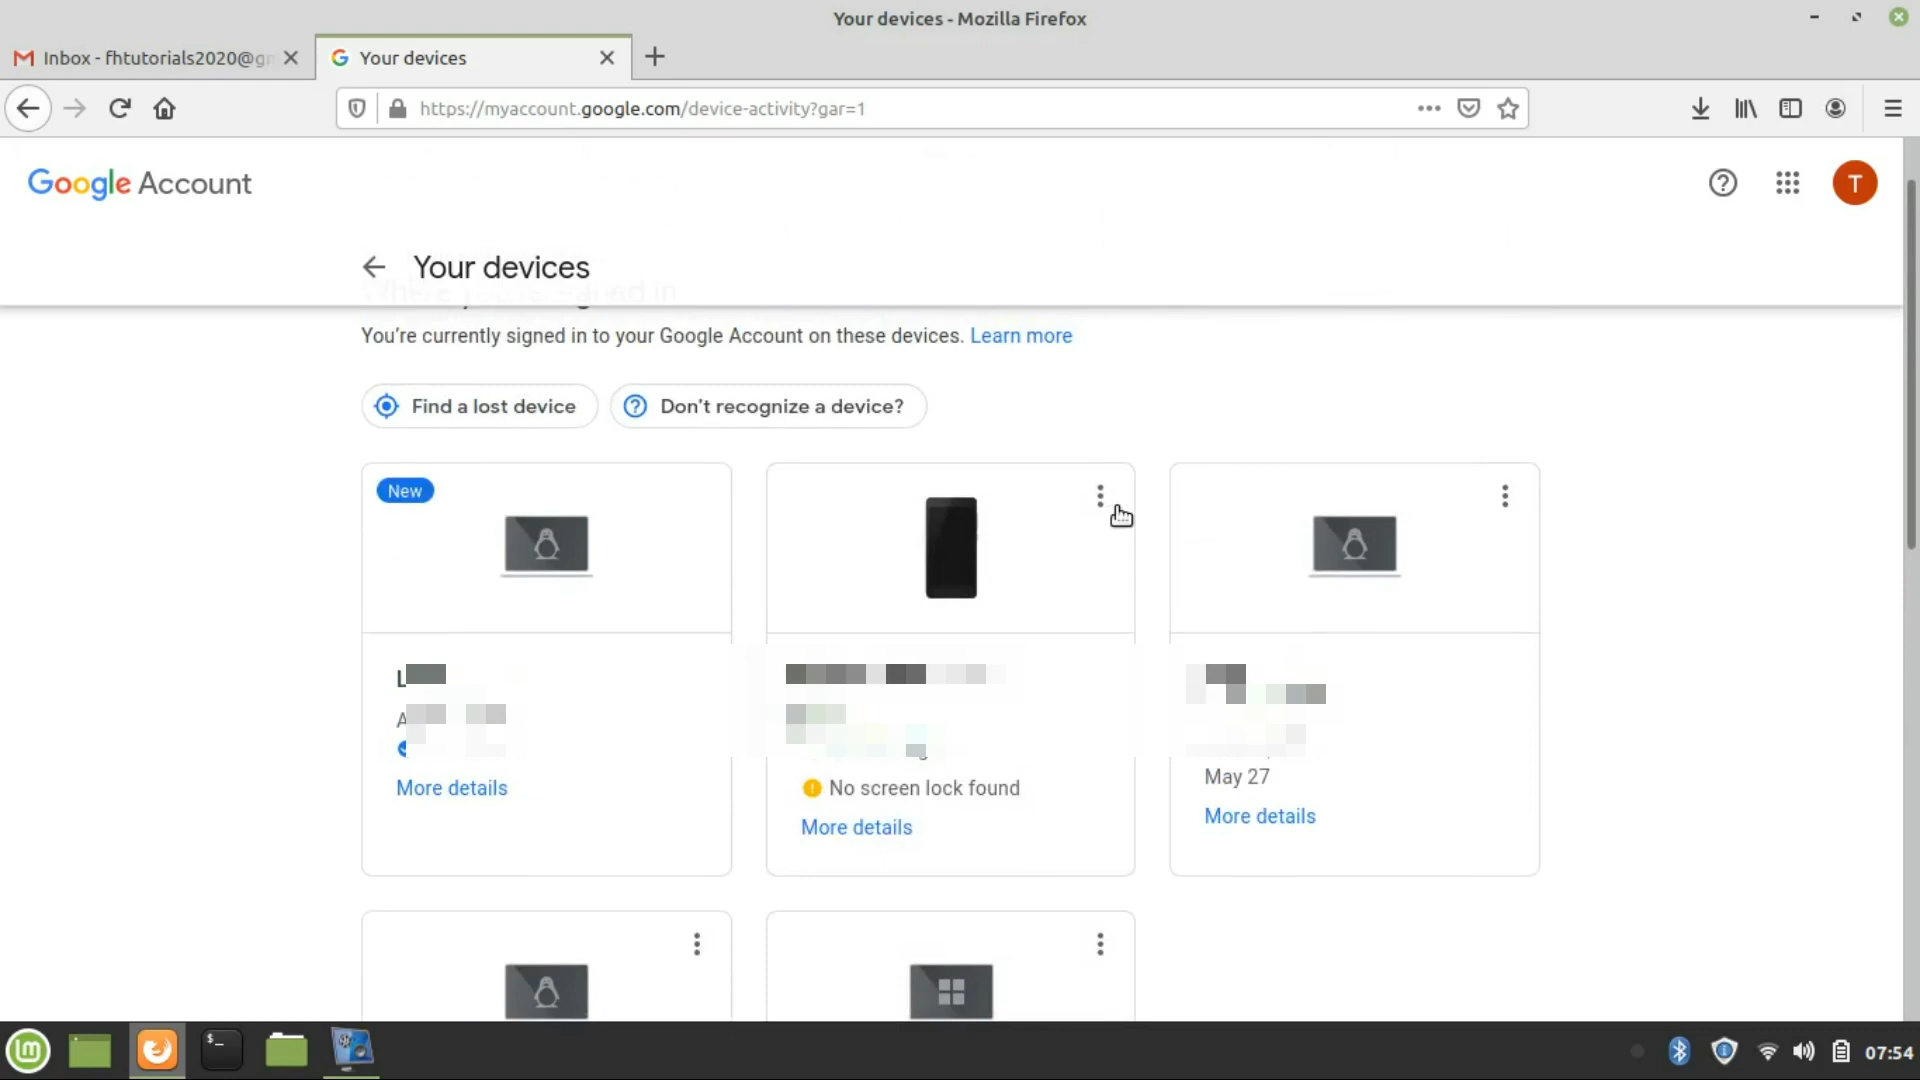 Your devices - Mozilla Firefox
Inbox - fhtutorials2020@gm
Your devices
https://myaccount.google.com/device-activity?gar=1
Google Account
T
Your devices
You're currently signed in to your Google Account on these devices. Learn more
Find a lost device
Don't recognize a device?
New
L
A
No screen lock found
May 27
More details
More details
More details
07:54